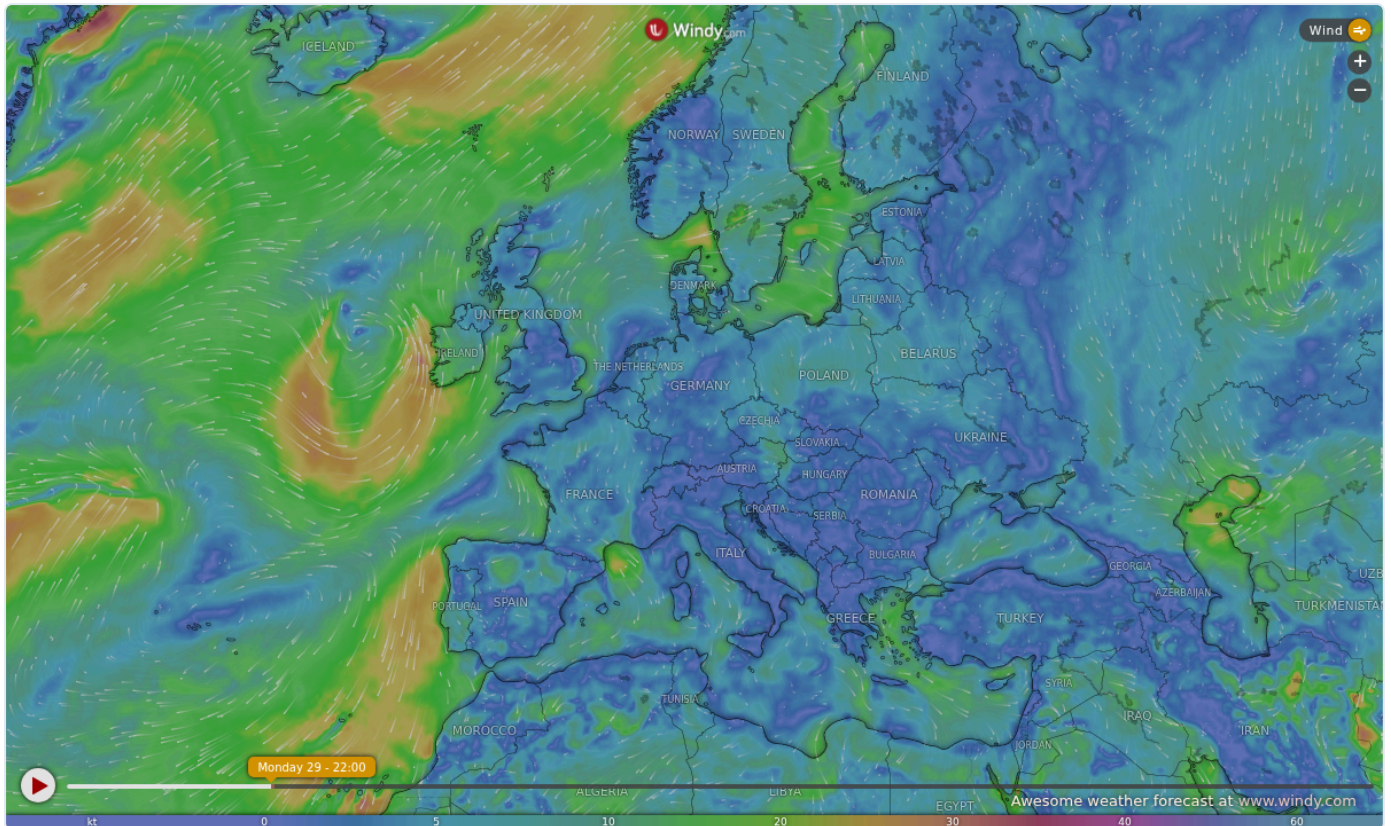 Windy.com
Wind
+
−
ICELAND
FINLAND
NORWAY
SWEDEN
ESTONIA
LATVIA
DENMARK
LITHUANIA
UNITED KINGDOM
IRELAND
BELARUS
THE NETHERLANDS
POLAND
GERMANY
CZECHIA
UKRAINE
SLOVAKIA
AUSTRIA
HUNGARY
FRANCE
ROMANIA
CROATIA
SERBIA
ITALY
BULGARIA
GEORGIA
UZB
AZERBAIJAN
PORTUGAL
SPAIN
TURKMENISTAN
GREECE
TURKEY
SYRIA
TUNISIA
IRAQ
MOROCCO
IRAN
JORDAN
Monday 29 - 22:00
ALGERIA
LIBYA
EGYPT
Awesome weather forecast at www.windy.com
kt 0 5 10 20 30 40 60